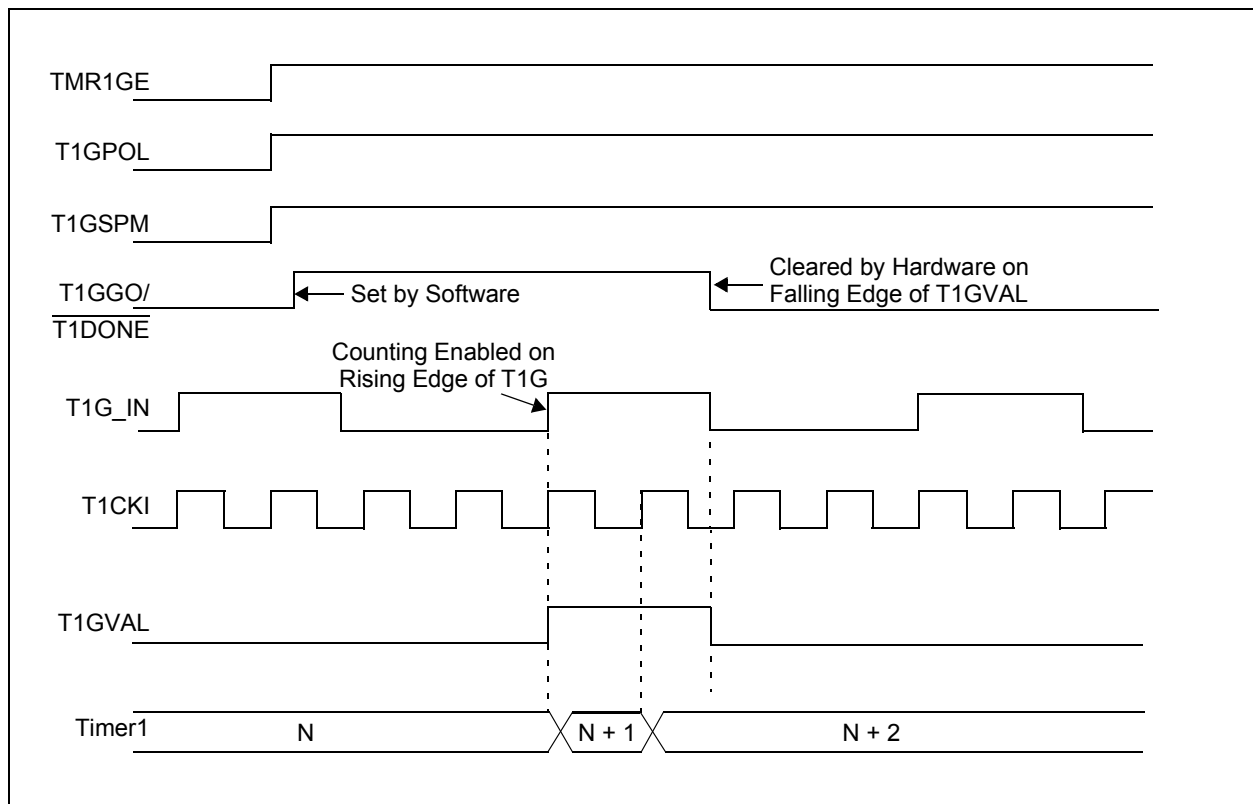 TMR1GE
T1GPOL
T1GSPM
T1GGO/
T1DONE
Set by Software
Cleared by Hardware on
Falling Edge of T1GVAL
Counting Enabled on
Rising Edge of T1G
T1G_IN
T1CKI
T1GVAL
Timer1
N
N + 1
N + 2